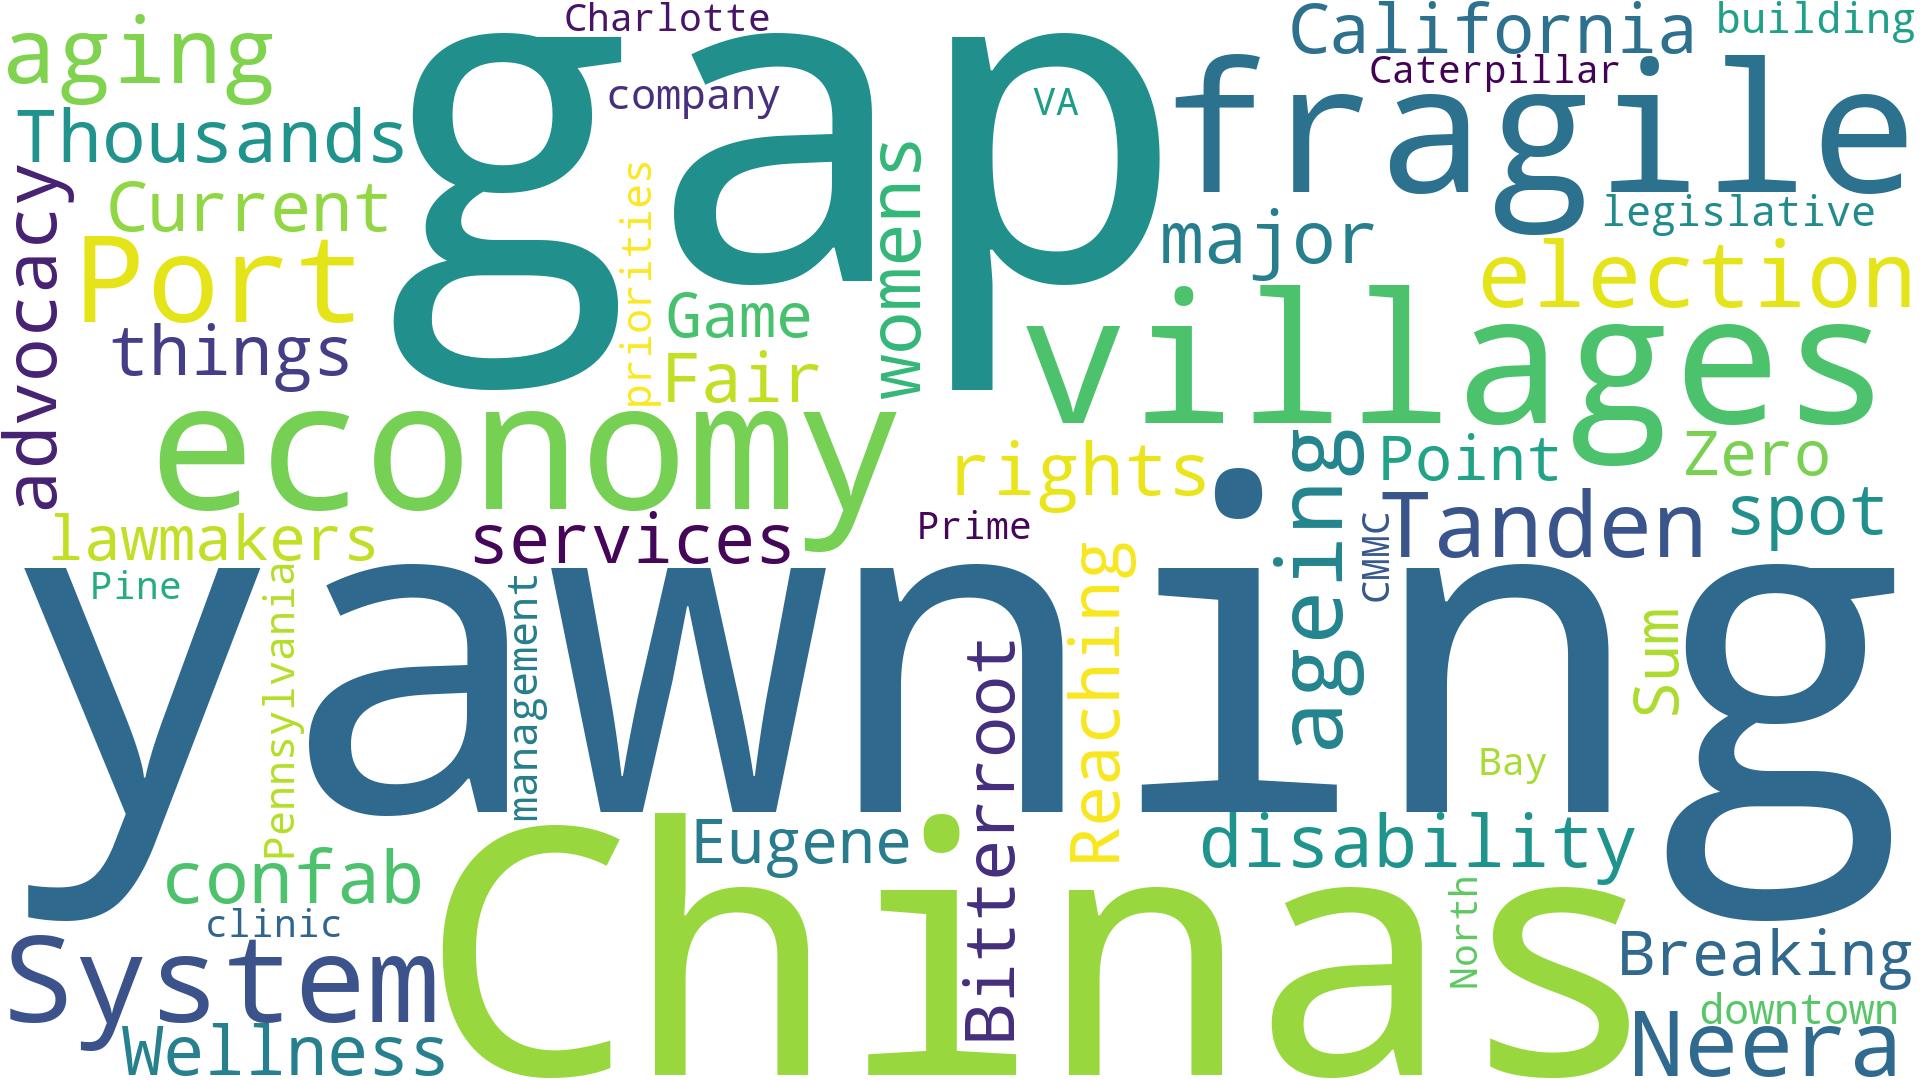 Charlotte
California
building
aging
gap
fragile
Caterpillar
company
VA
Thousands
womens
advocacy
Current
priorities
major
legislative
Port
Game
villages
election
things
Fair
economy
rights
ageing
Point
Zero
lawmakers
services
Prime
CMMC
Tanden
spot
Pine
Pennsylvania
yawning
management
Bitterroot
Reaching
Sum
Bay
Chinas
Eugene
disability
confab
clinic
North
System
Breaking
Wellness
downtown
Neera